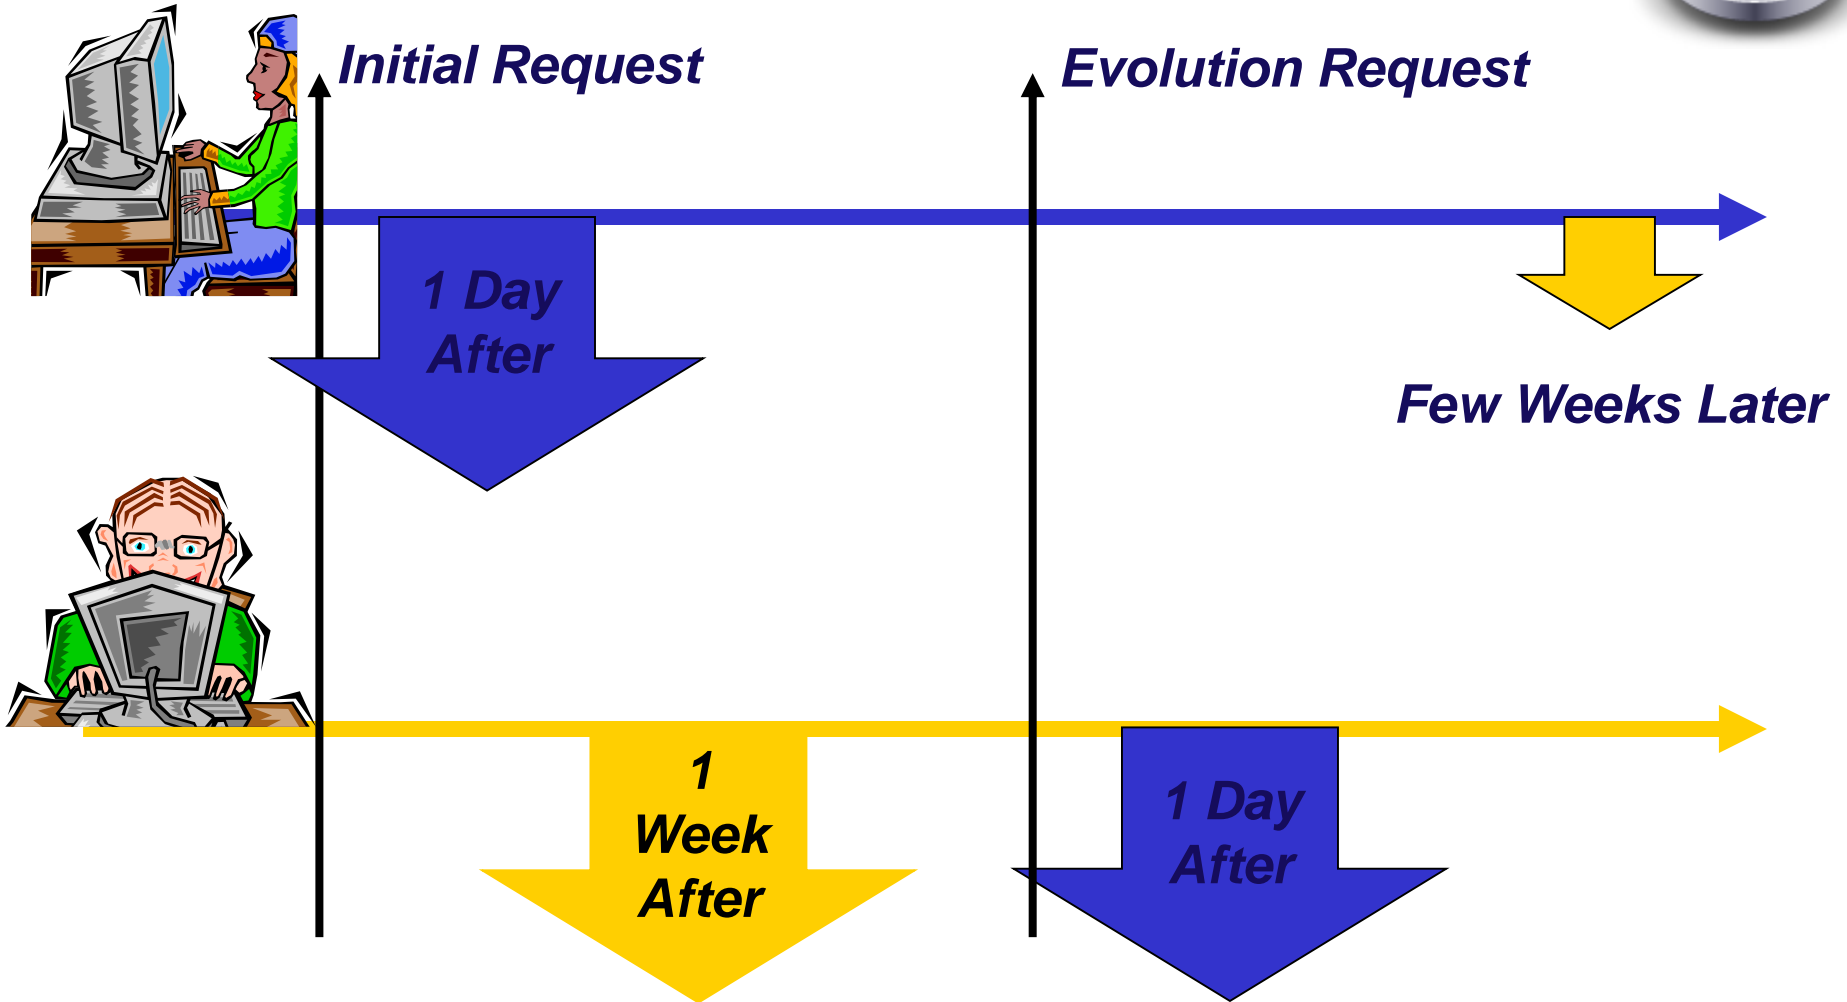 Initial Request
Evolution Request
1 Day
After
Few Weeks Later
1
Week
After
1 Day
After